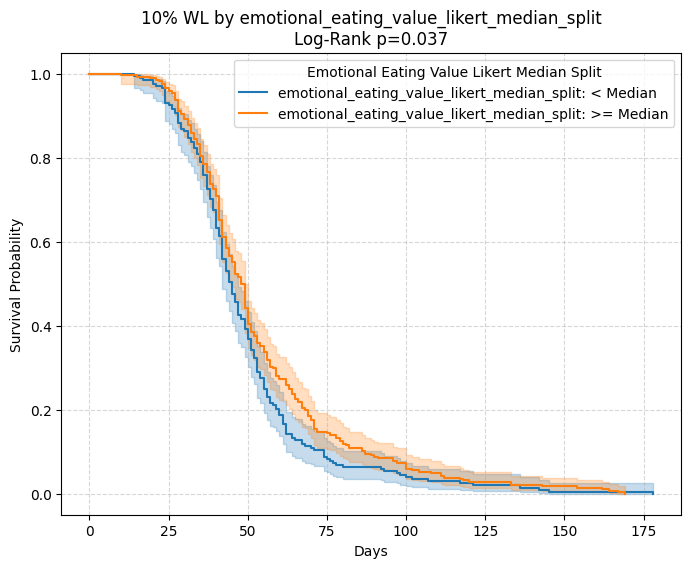 10% WL by emotional_eating_value_likert_median_split
Log-Rank p=0.037
Emotional Eating Value Likert Median Split
emotional_eating_value_likert_median_split: < Median
emotional_eating_value_likert_median_split: >= Median
Survival Probability
1.0
0.8
0.6
0.4
0.2
0.0
0 25 50 75 100 125 150 175
Days